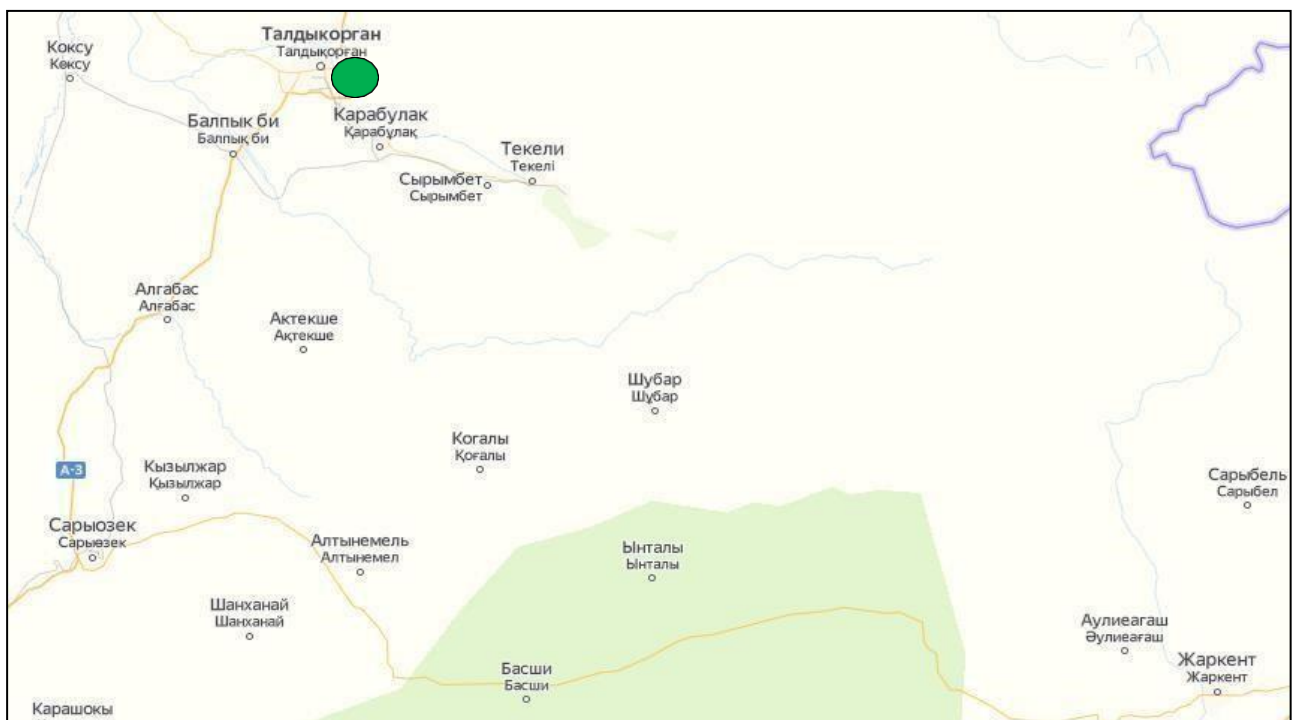 Талдыкорган
Талдықорған
Коксу
Көксу
Балпык би
Балпық би
Карабулак
Қарабұлақ
Текели
Текелі
Сырымбет
Сырымбет
Алгабас
Алғабас
Актекше
Ақтекше
Шубар
Шұбар
Когалы
Қоғалы
А-3
Кызылжар
Қызылжар
Сарыбель
Сарыбел
Сарыозек
Сарыөзек
Алтынемель
Алтынемел
Ынталы
Ынталы
Шанханай
Шанханай
Аулиеагаш
Әулиеағаш
Басши
Басши
Жаркент
Жаркент
Карашокы